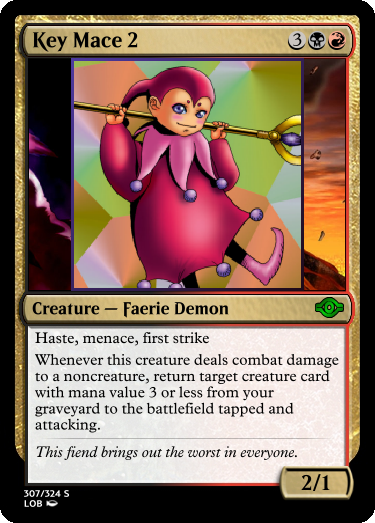 Key Mace 2 3
Creature — Faerie Demon
Haste, menace, first strike
Whenever this creature deals combat damage
to a noncreature, return target creature card
with mana value 3 or less from your
graveyard to the battlefield tapped and
attacking.
This fiend brings out the worst in everyone.
2/1
307/324 S
LOB